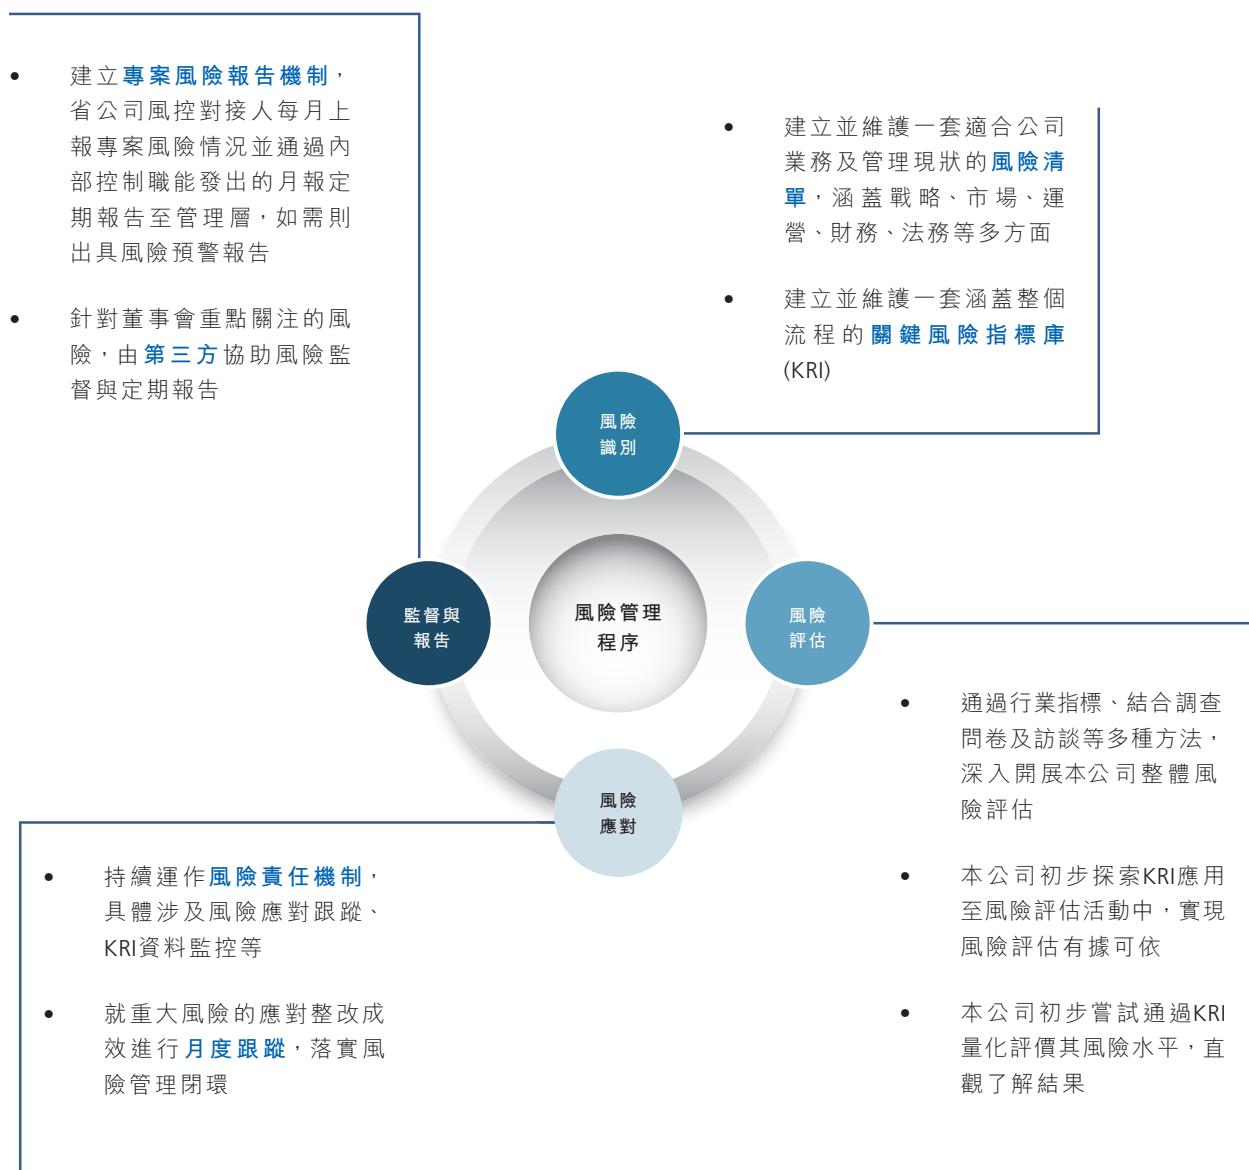 • 建立專案風險報告機制，
省公司風控對接人每月上
報專案風險情況並通過內
部控制職能發出的月報定
期報告至管理層，如需則
出具風險預警報告
• 針對董事會重點關注的風
險，由第三方協助風險監
督與定期報告
• 建立並維護一套適合公司
業務及管理現狀的風險清
單，涵蓋戰略、市場、運
營、財務、法務等多方面
• 建立並維護一套涵蓋整個
流程的關鍵風險指標庫
(KRI)
風險
識別
監督與
報告
風險管理
程序
風險
評估
風險
應對
• 通過行業指標、結合調查
問卷及訪談等多種方法，
深入開展本公司整體風
險評估
• 本公司初步探索KRI應用
至風險評估活動中，實現
風險評估有據可依
• 本公司初步嘗試通過KRI
量化評價其風險水平，直
觀了解結果
• 持續運作風險責任機制，
具體涉及風險應對跟蹤、
KRI資料監控等
• 就重大風險的應對整改成
效進行月度跟蹤，落實風
險管理閉環